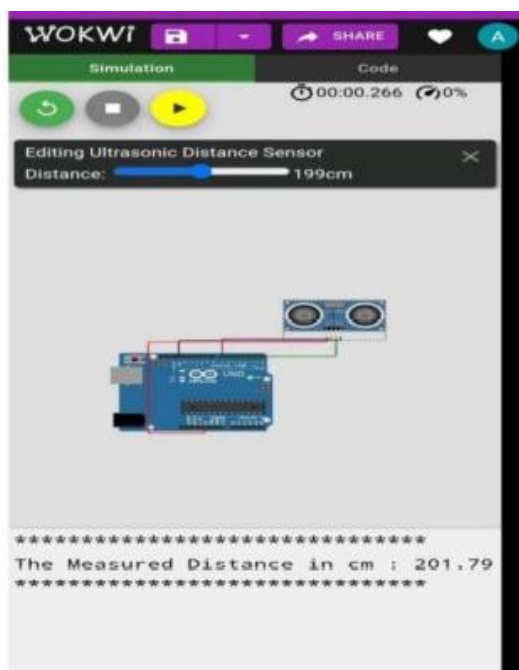 WOKWi
SHARE
A
Simulation
Code
00:00.266
0%
Editing Ultrasonic Distance Sensor
Distance:
199cm
UNO
*******************************
The Measured Distance in cm : 201.79
*******************************